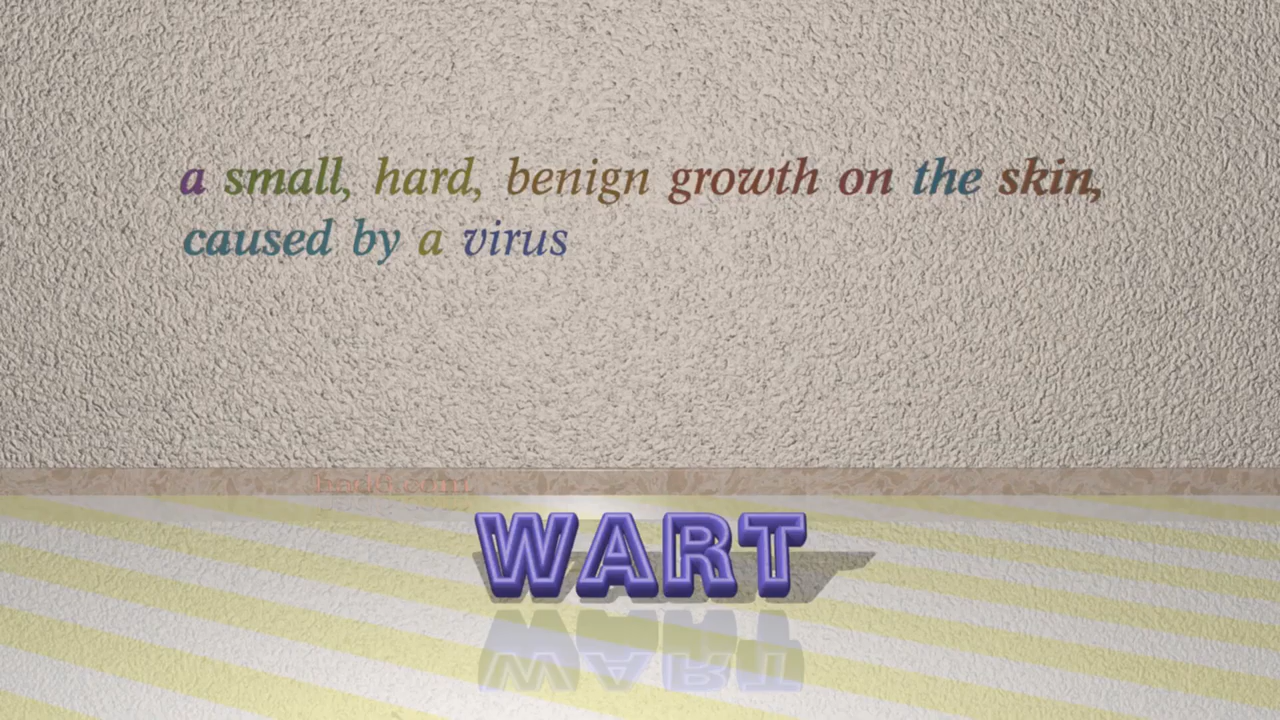 a small, hard, benign growth on the skin,
caused by a virus
WART